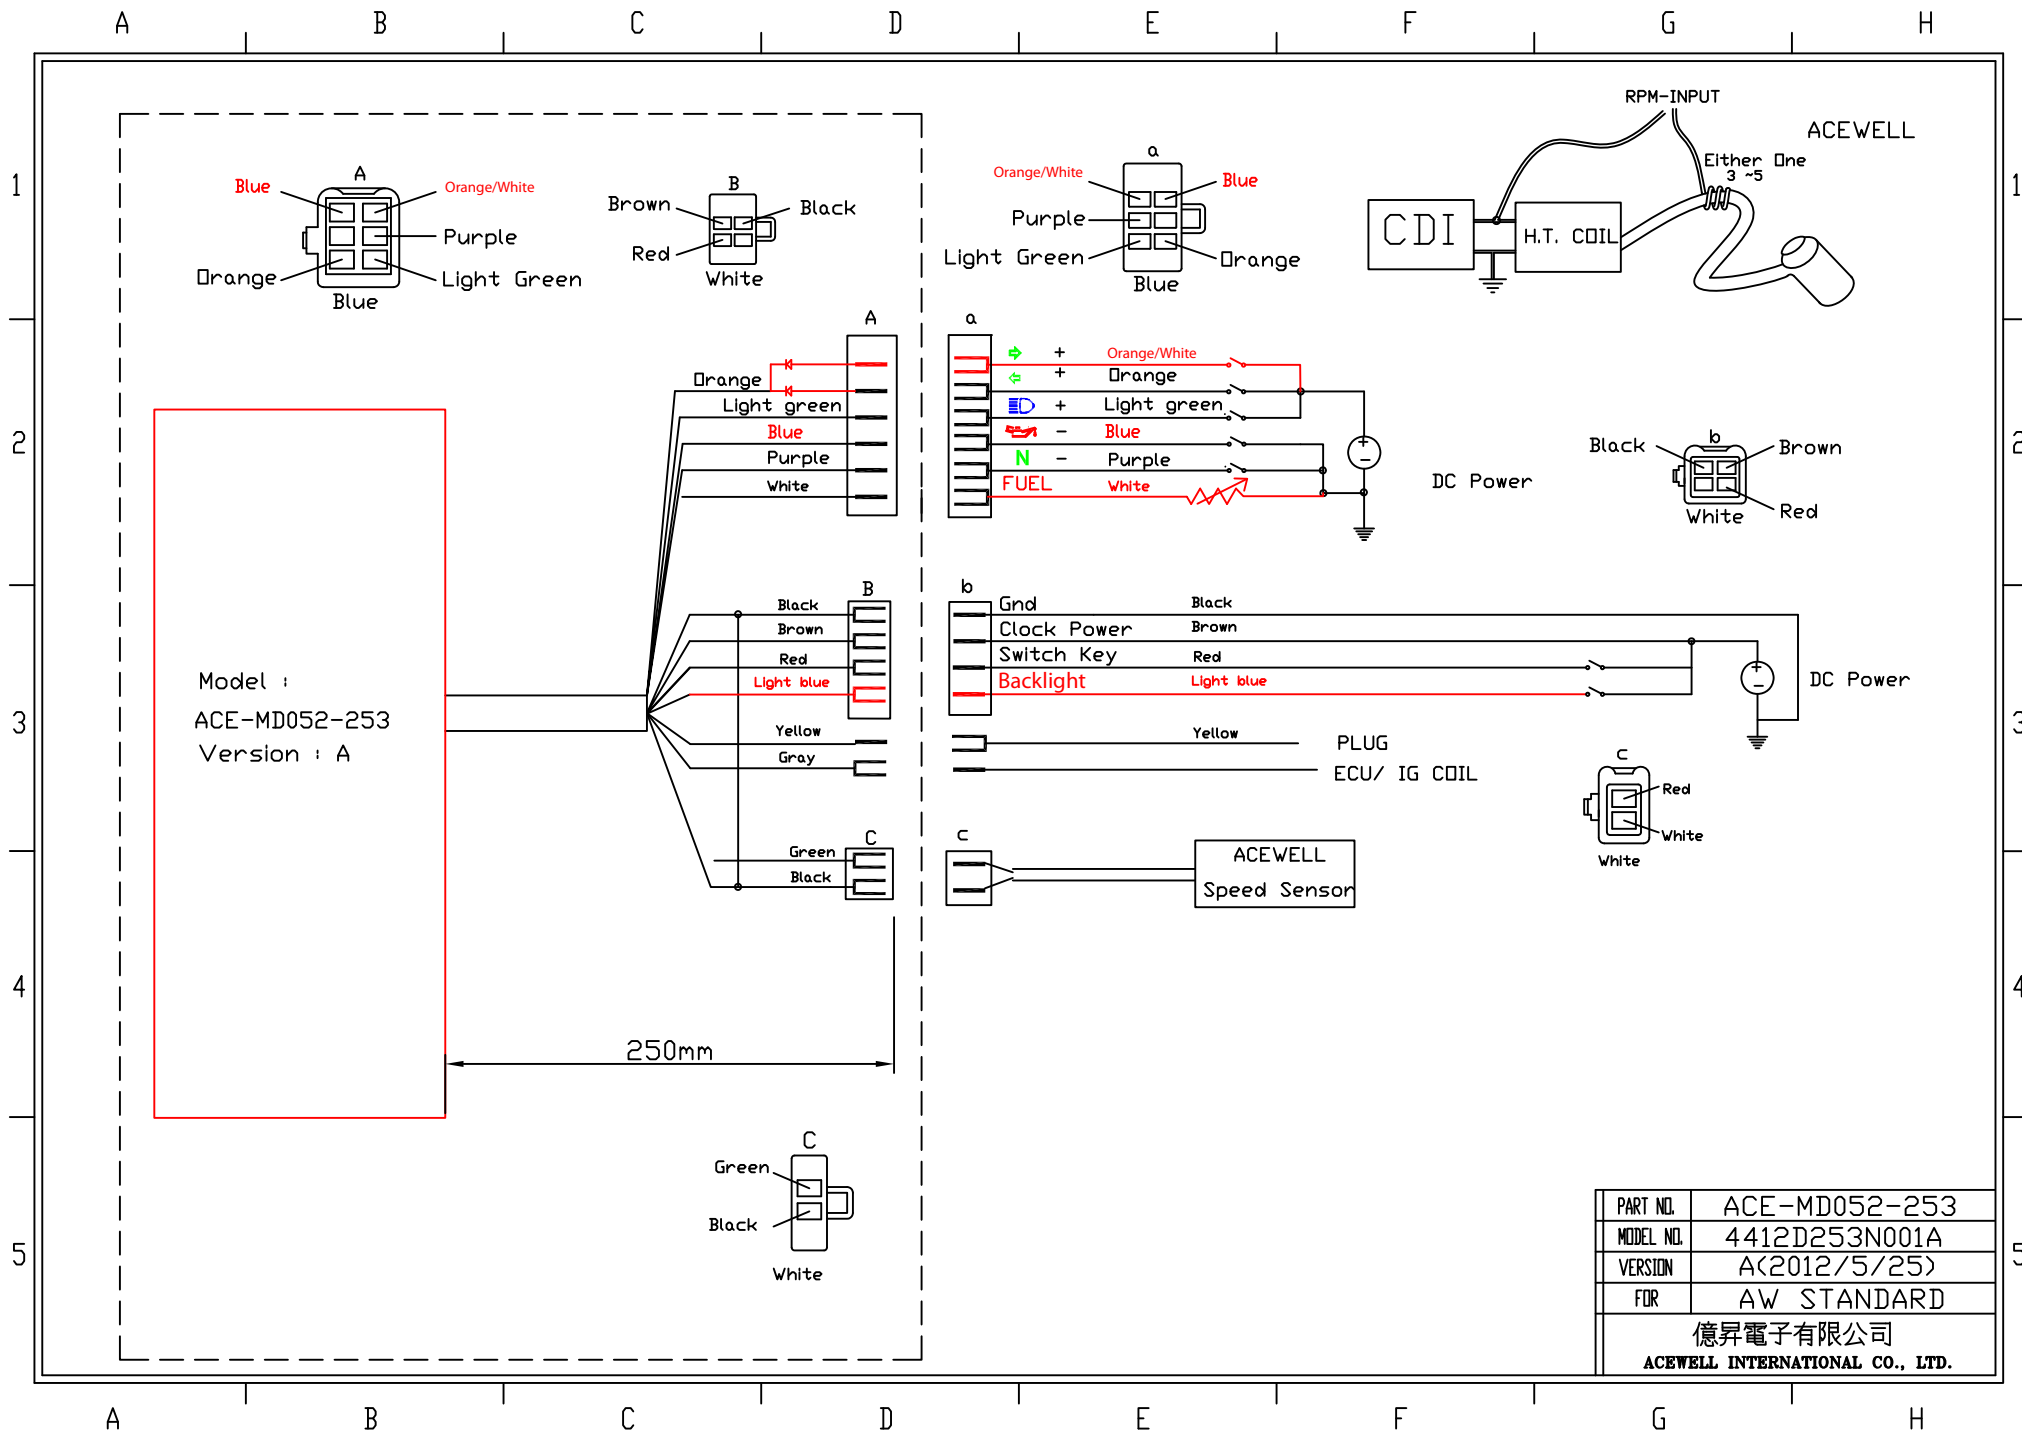 A B C D E F G H
1 1
2 2
3 3
4 4
5 5
A
Blue
Orange/White
Purple
Orange
Light Green
Blue
B
Brown
Black
Red
White
a
Orange/White
Blue
Purple
Light Green
Orange
Blue
RPM-INPUT
ACEWELL
Either One
3 ~5
CDI
H.T. COIL
A
Orange
Light green
Blue
Purple
White
a
+ Orange/White
+ Orange
+ Light green
- Blue
N - Purple
FUEL White
+
-
DC Power
b
Black
Brown
Red
White
B
Black
Brown
Red
Light blue
Yellow
Gray
b
Gnd Black
Clock Power Brown
Switch Key Red
Backlight Light blue
Yellow PLUG
ECU/ IG COIL
+
-
DC Power
c
Red
White
White
Model :
ACE-MD052-253
Version : A
C
Green
Black
c
ACEWELL
Speed Sensor
250mm
C
Green
Black
White
PART NO. ACE-MD052-253
MODEL NO. 4412D253N001A
VERSION A(2012/5/25)
FOR AW STANDARD
億昇電子有限公司
ACEWELL INTERNATIONAL CO., LTD.
A B C D E F G H